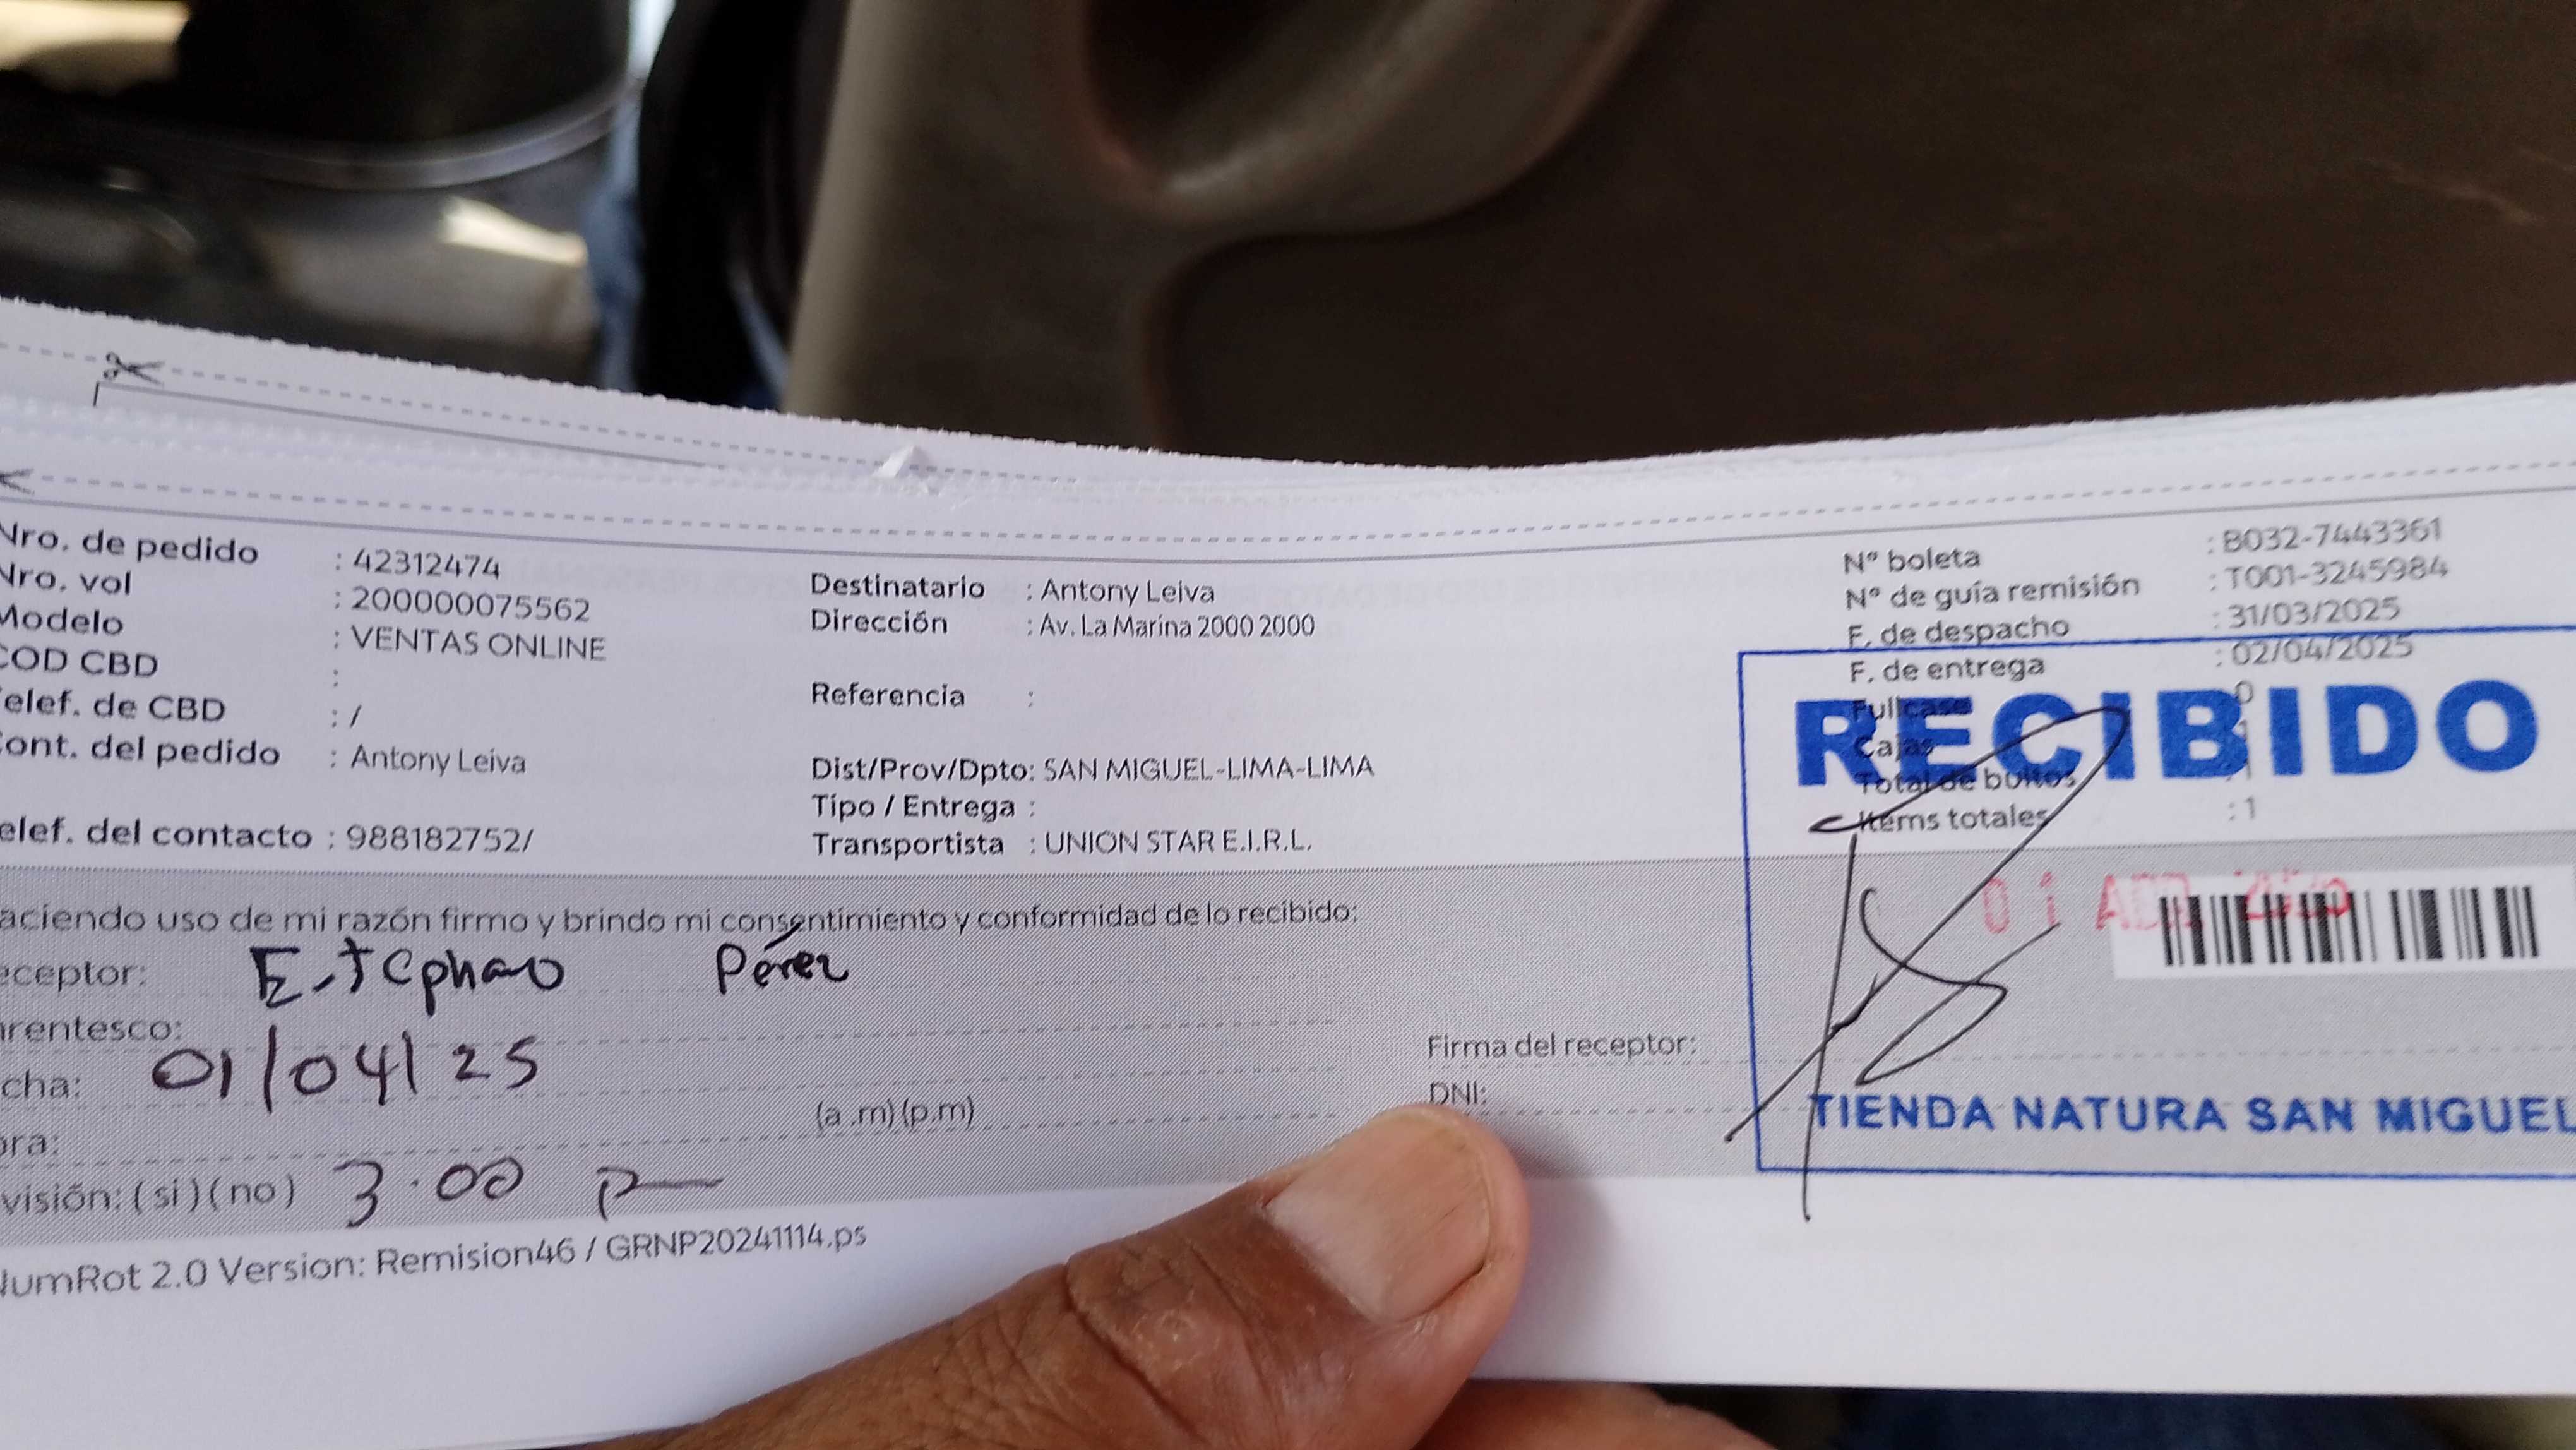 Nro. de pedido : 42312474
Nro. vol : 200000075562
Modelo : VENTAS ONLINE
COD CBD :
Telef. de CBD : /
Cont. del pedido : Antony Leiva
elef. del contacto : 988182752/
Destinatario : Antony Leiva
Dirección : Av. La Marina 2000 2000
Referencia :
Dist/Prov/Dpto: SAN MIGUEL-LIMA-LIMA
Tipo / Entrega :
Transportista : UNION STAR E.I.R.L.
N° boleta : B032-7443361
N° de guía remisión : T001-3245984
F. de despacho : 31/03/2025
F. de entrega : 02/04/2025
Fullcase : 0
Cajas
Total de bultos
Items totales : 1
RECIBIDO
01 ABR 2025
aciendo uso de mi razón firmo y brindo mi consentimiento y conformidad de lo recibido:
eceptor: Pérez
arentesco:
cha: 01/04/25
ora: (a .m) (p.m)
visión: ( si ) ( no ) 3.00
Firma del receptor:
DNI:
TIENDA NATURA SAN MIGUEL
NumRot 2.0 Version: Remision46 / GRNP20241114.ps